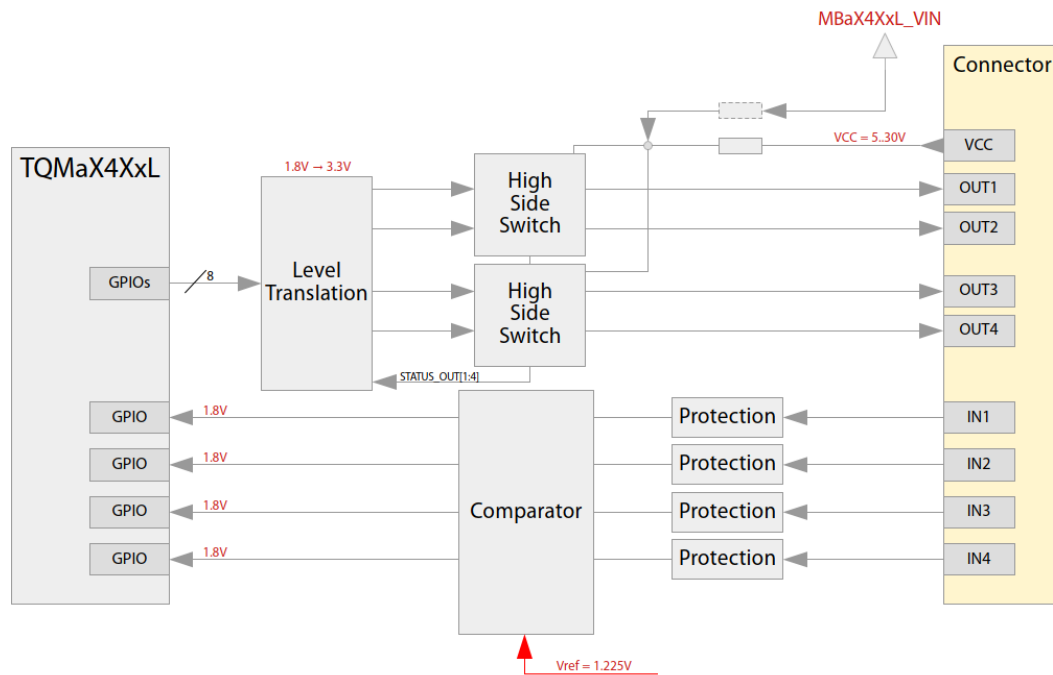 MBaX4XxL_VIN
Connector
VCC = 5..30V
VCC
TQMaX4XxL
1.8V → 3.3V
High
Side
Switch
OUT1
OUT2
GPIOs
8
Level
Translation
High
Side
Switch
OUT3
OUT4
STATUS_OUT[1:4]
GPIO
1.8V
Protection
IN1
GPIO
1.8V
Protection
IN2
GPIO
1.8V
Comparator
Protection
IN3
GPIO
1.8V
Protection
IN4
Vref = 1.225V